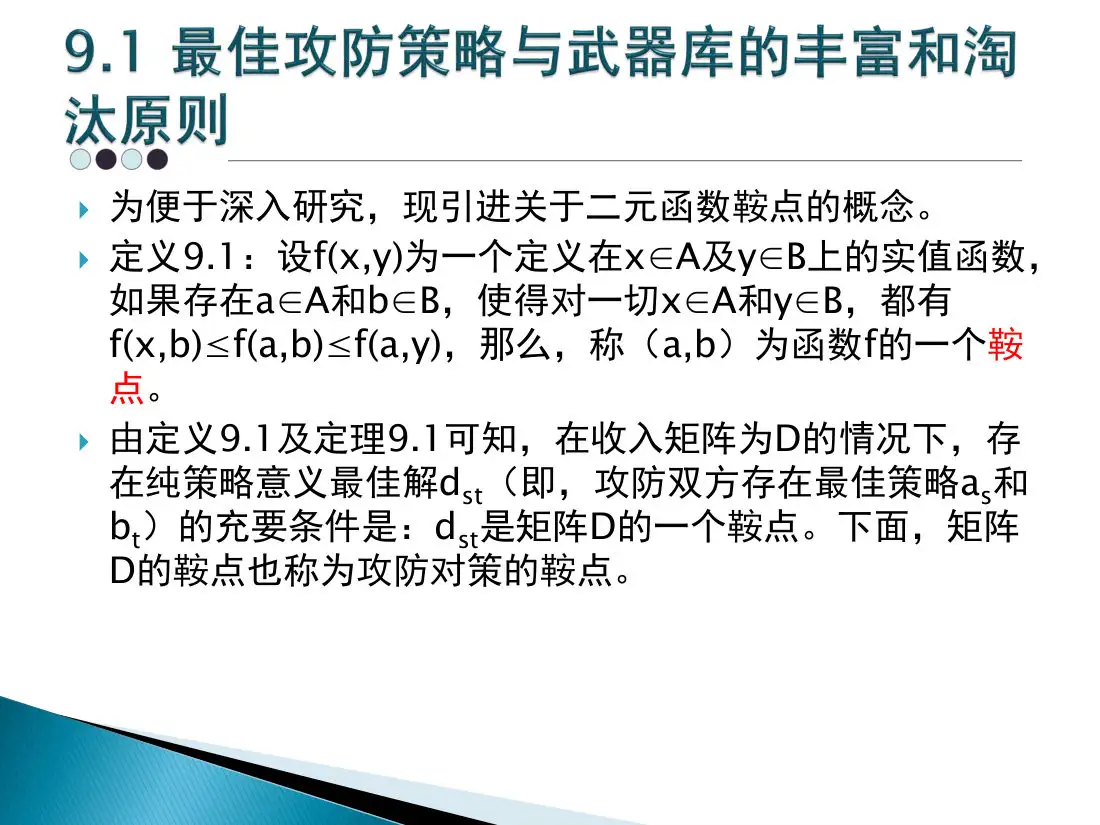 9.1 最佳攻防策略与武器库的丰富和淘
汰原则
为便于深入研究，现引进关于二元函数鞍点的概念。
定义9.1：设f(x,y)为一个定义在x∈A及y∈B上的实值函数，
如果存在a∈A和b∈B，使得对一切x∈A和y∈B，都有
f(x,b)≤f(a,b)≤f(a,y)，那么，称（a,b）为函数f的一个鞍
点。
由定义9.1及定理9.1可知，在收入矩阵为D的情况下，存
在纯策略意义最佳解dst（即，攻防双方存在最佳策略as和
bt）的充要条件是：dst是矩阵D的一个鞍点。下面，矩阵
D的鞍点也称为攻防对策的鞍点。